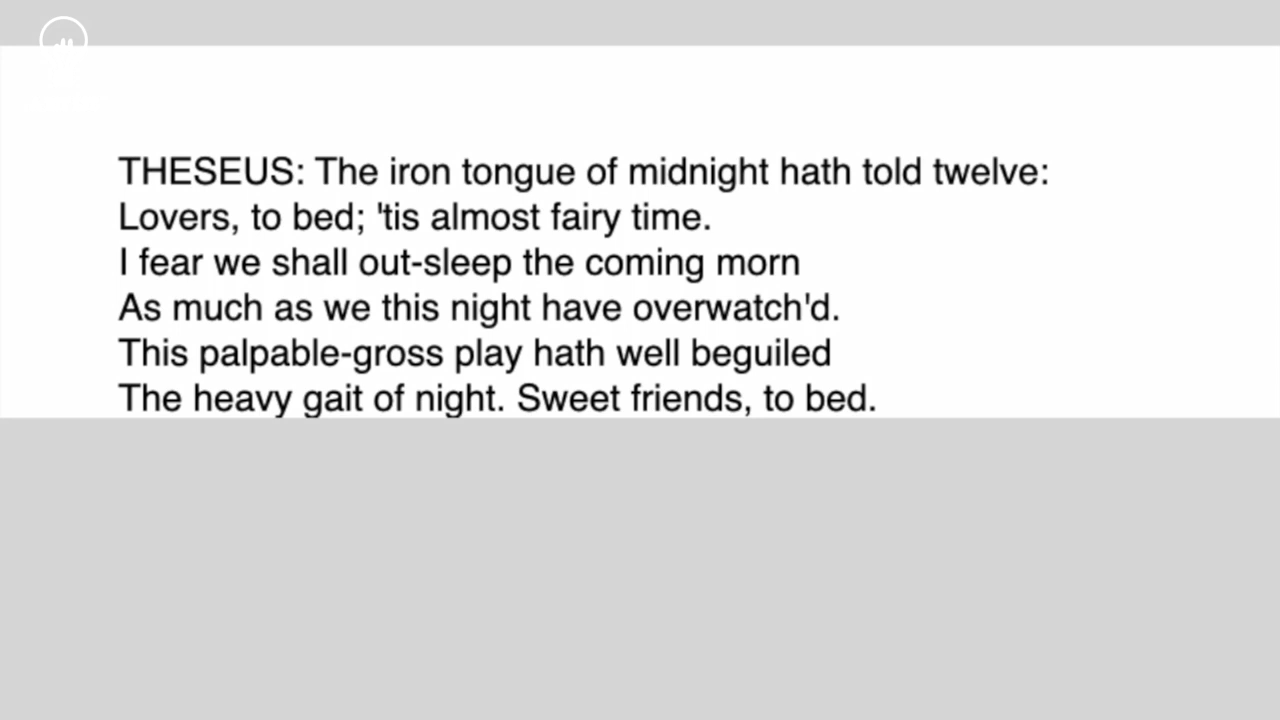 THESEUS: The iron tongue of midnight hath told twelve:
Lovers, to bed; 'tis almost fairy time.
I fear we shall out-sleep the coming morn
As much as we this night have overwatch'd.
This palpable-gross play hath well beguiled
The heavy gait of night. Sweet friends, to bed.